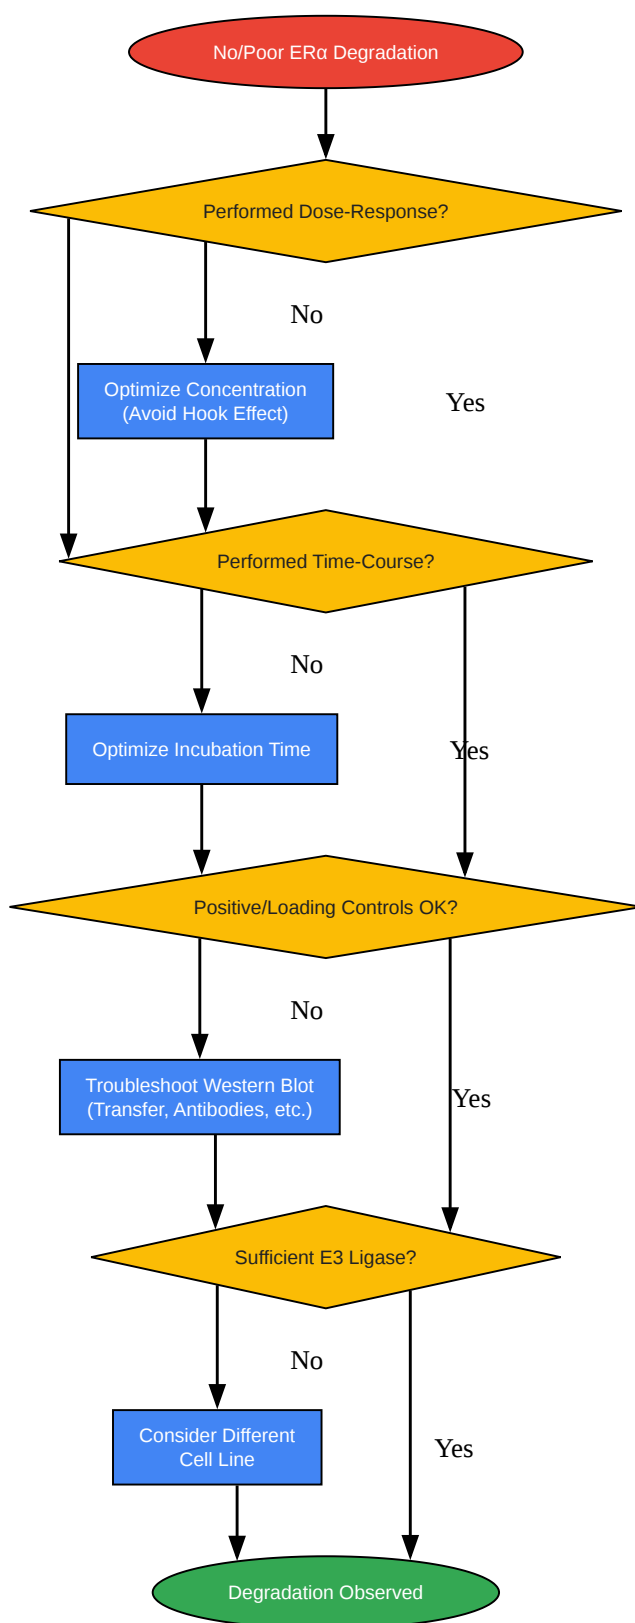 No/Poor ERα Degradation
Performed Dose-Response?
No
Optimize Concentration
(Avoid Hook Effect)
Yes
Performed Time-Course?
No
Optimize Incubation Time
Yes
Positive/Loading Controls OK?
No
Troubleshoot Western Blot
(Transfer, Antibodies, etc.)
Yes
Sufficient E3 Ligase?
No
Consider Different
Cell Line
Yes
Degradation Observed